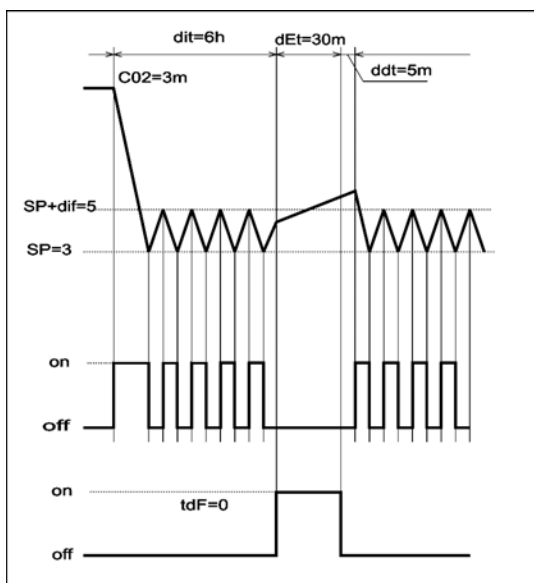 dit=6h
dEt=30m
ddt=5m
C02=3m
SP+dif=5
SP=3
on
off
on
tdF=0
off